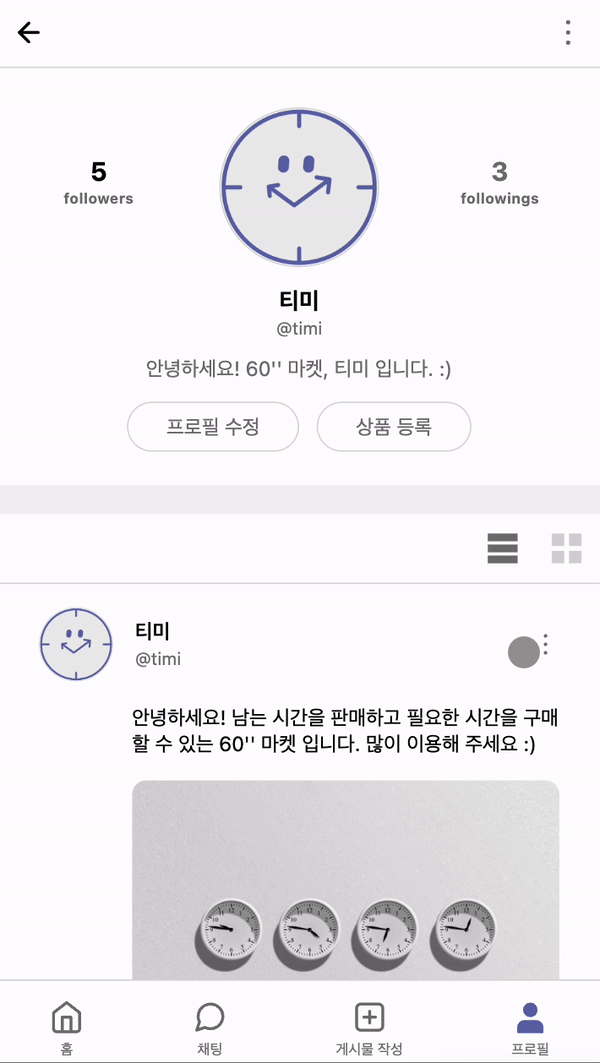 5
followers
3
followings
티미
@timi
안녕하세요! 60'' 마켓, 티미 입니다. :)
프로필 수정
상품 등록
티미
@timi
안녕하세요! 남는 시간을 판매하고 필요한 시간을 구매
할 수 있는 60'' 마켓 입니다. 많이 이용해 주세요 :)
홈
채팅
게시물 작성
프로필